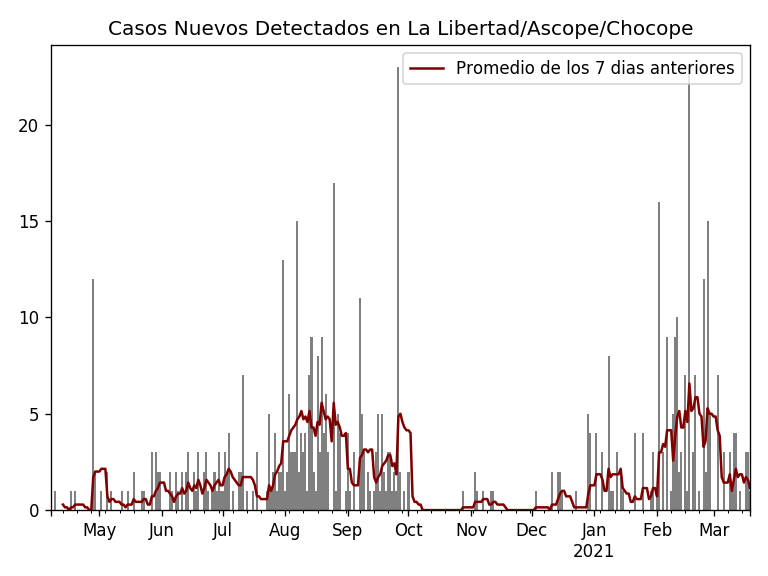 Casos Nuevos Detectados en La Libertad/Ascope/Chocope
Promedio de los 7 dias anteriores
20
15
10
5
0
May Jun Jul Aug Sep Oct Nov Dec Jan Feb Mar
2021